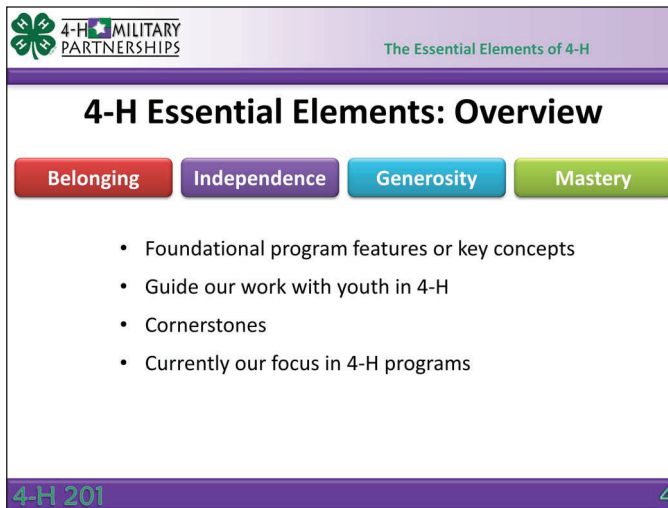 4-H MILITARY
PARTNERSHIPS
The Essential Elements of 4-H
4-H Essential Elements: Overview
Belonging
Independence
Generosity
Mastery
• Foundational program features or key concepts
• Guide our work with youth in 4-H
• Cornerstones
• Currently our focus in 4-H programs
4-H 201
4